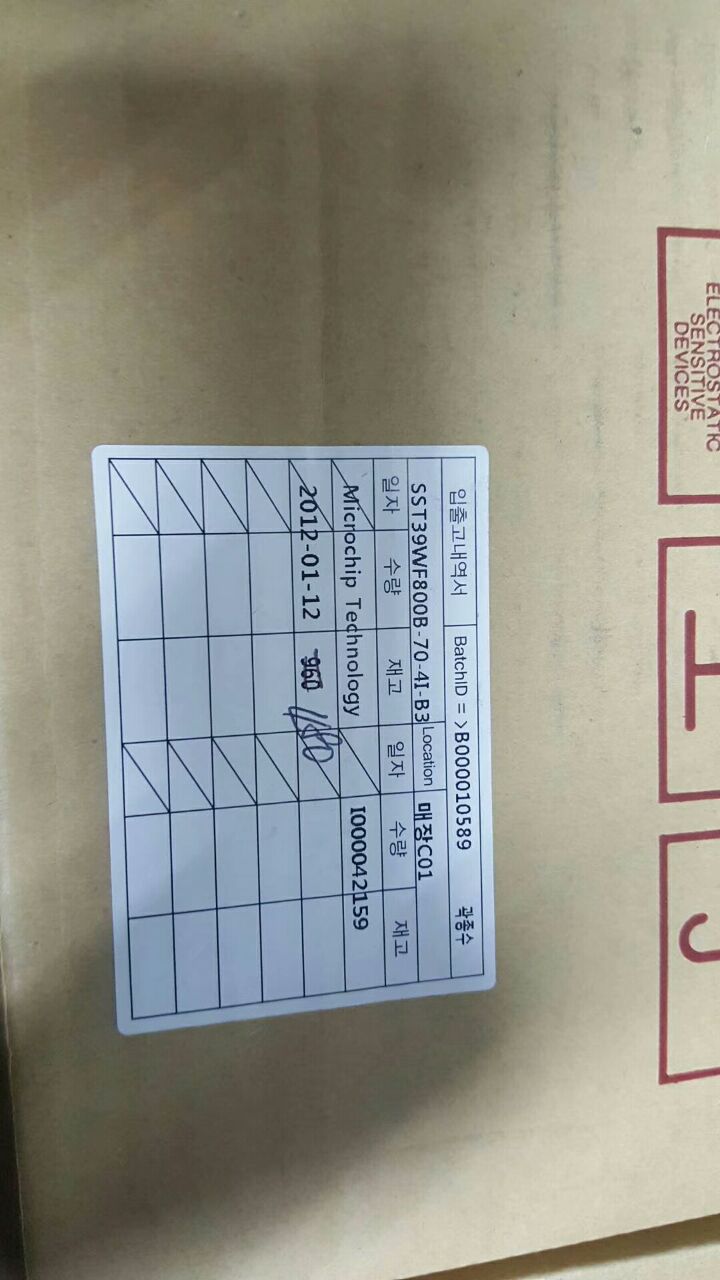 입출고내역서 BatchID = >B000010589 곽종수
SST39WF800B-70-4I-B3 Location 매장C01
일자 수량 재고 일자 수량 재고
Microchip Technology I000042159
2012-01-12 960
ELECTROSTATIC
SENSITIVE
DEVICES